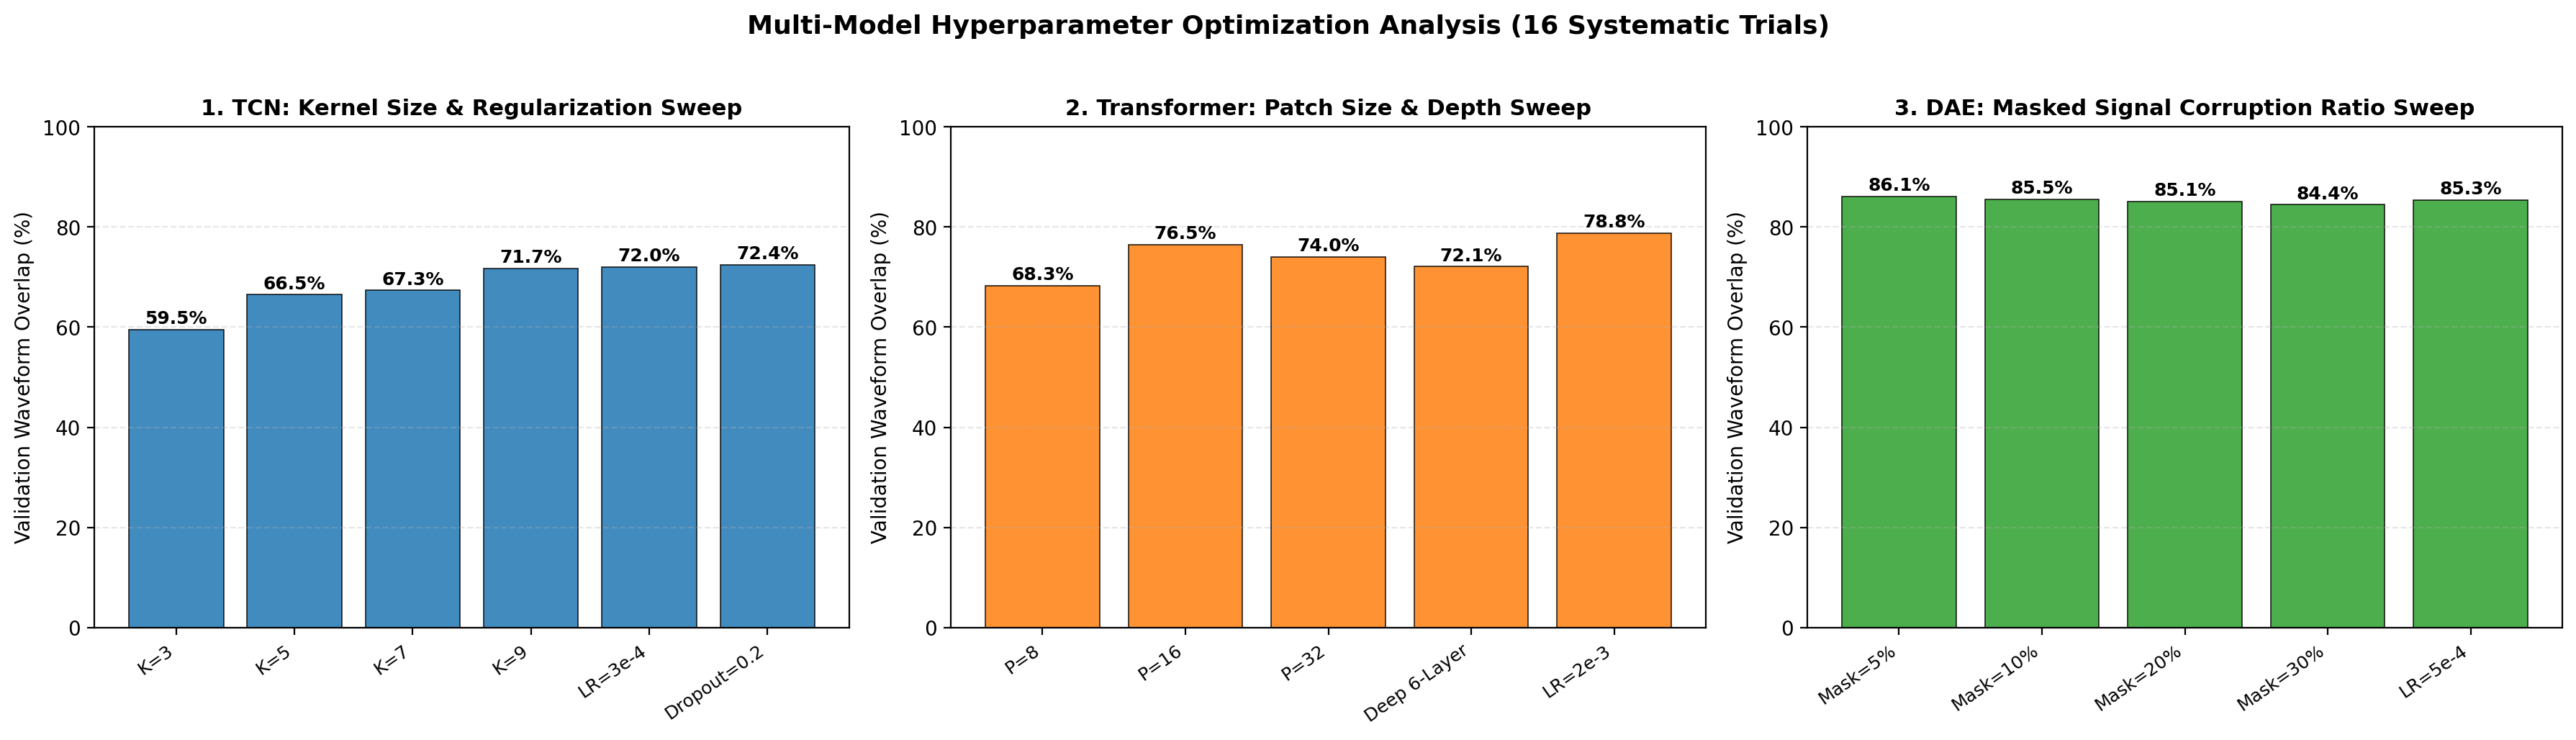 Multi-Model Hyperparameter Optimization Analysis (16 Systematic Trials)
1. TCN: Kernel Size & Regularization Sweep
Validation Waveform Overlap (%)
100
80
60
40
20
0
59.5%
66.5%
67.3%
71.7%
72.0%
72.4%
K=3
K=5
K=7
K=9
LR=3e-4
Dropout=0.2
2. Transformer: Patch Size & Depth Sweep
Validation Waveform Overlap (%)
100
80
60
40
20
0
68.3%
76.5%
74.0%
72.1%
78.8%
P=8
P=16
P=32
Deep 6-Layer
LR=2e-3
3. DAE: Masked Signal Corruption Ratio Sweep
Validation Waveform Overlap (%)
100
80
60
40
20
0
86.1%
85.5%
85.1%
84.4%
85.3%
Mask=5%
Mask=10%
Mask=20%
Mask=30%
LR=5e-4